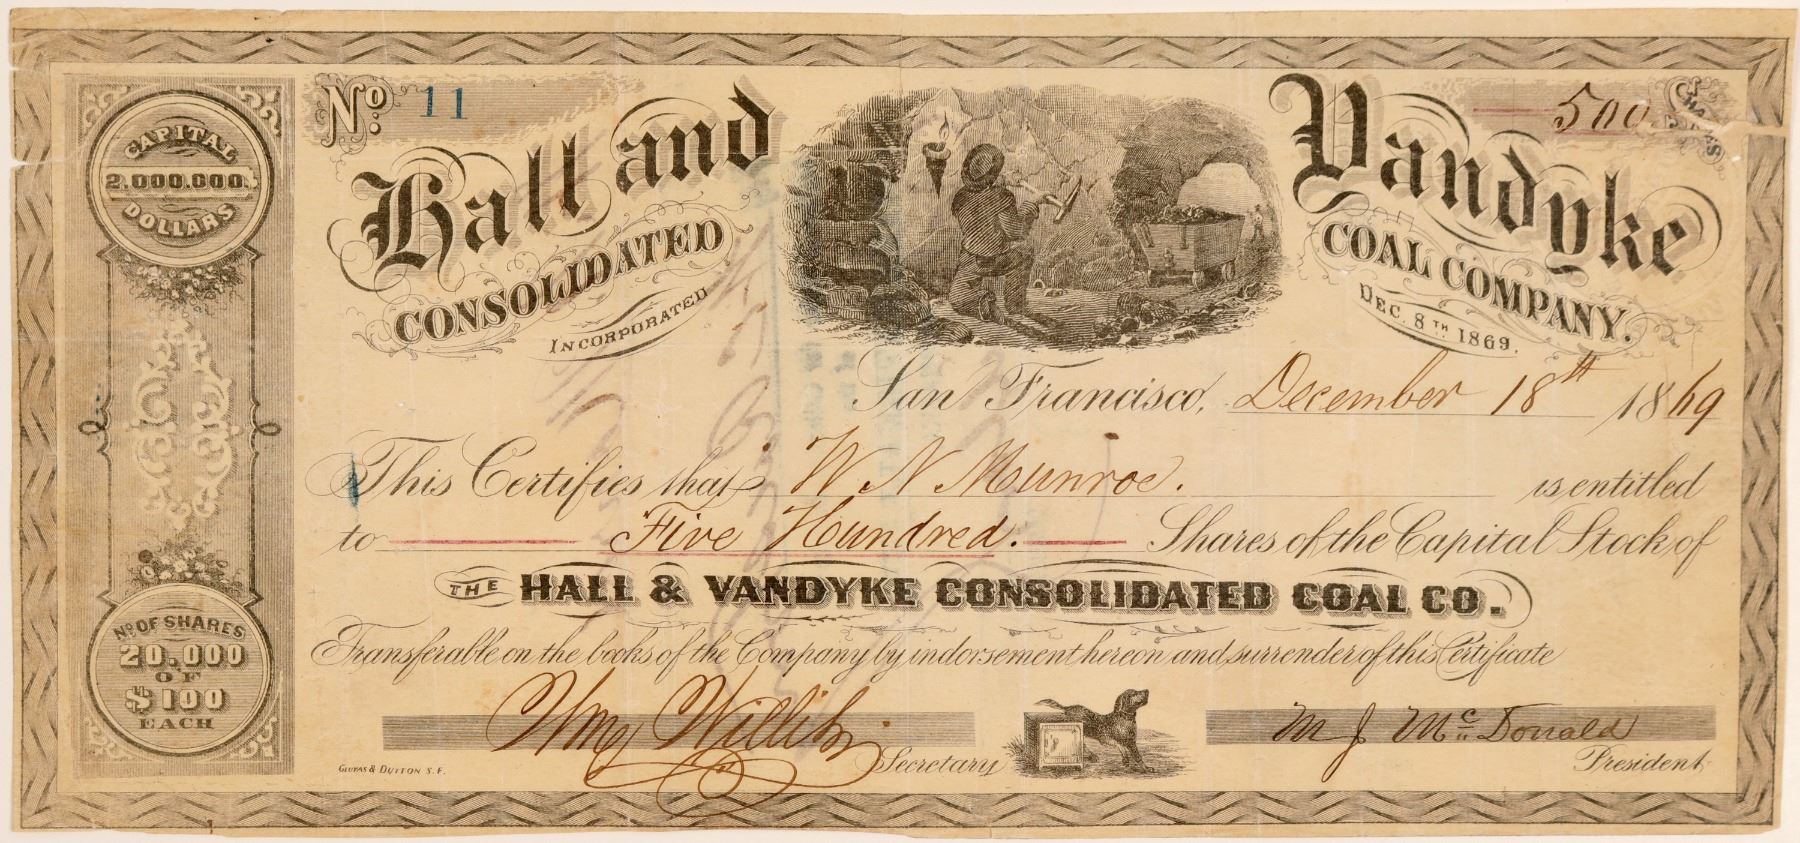 No. 11
500 SHARES
CAPITAL
2,000,000
DOLLARS
Hall and Vandyke
CONSOLIDATED COAL COMPANY.
INCORPORATED DEC. 8TH 1869.
San Francisco, December 18th 1869
This Certifies that W N Munroe. is entitled
to Five Hundred. Shares of the Capital Stock of
THE HALL & VANDYKE CONSOLIDATED COAL CO.
Transferable on the books of the Company by indorsement hereon and surrender of this Certificate
No. OF SHARES
20,000
OF
$100
EACH
Wm Willis Secretary
M J McDonald President
& DUTTON S.F.